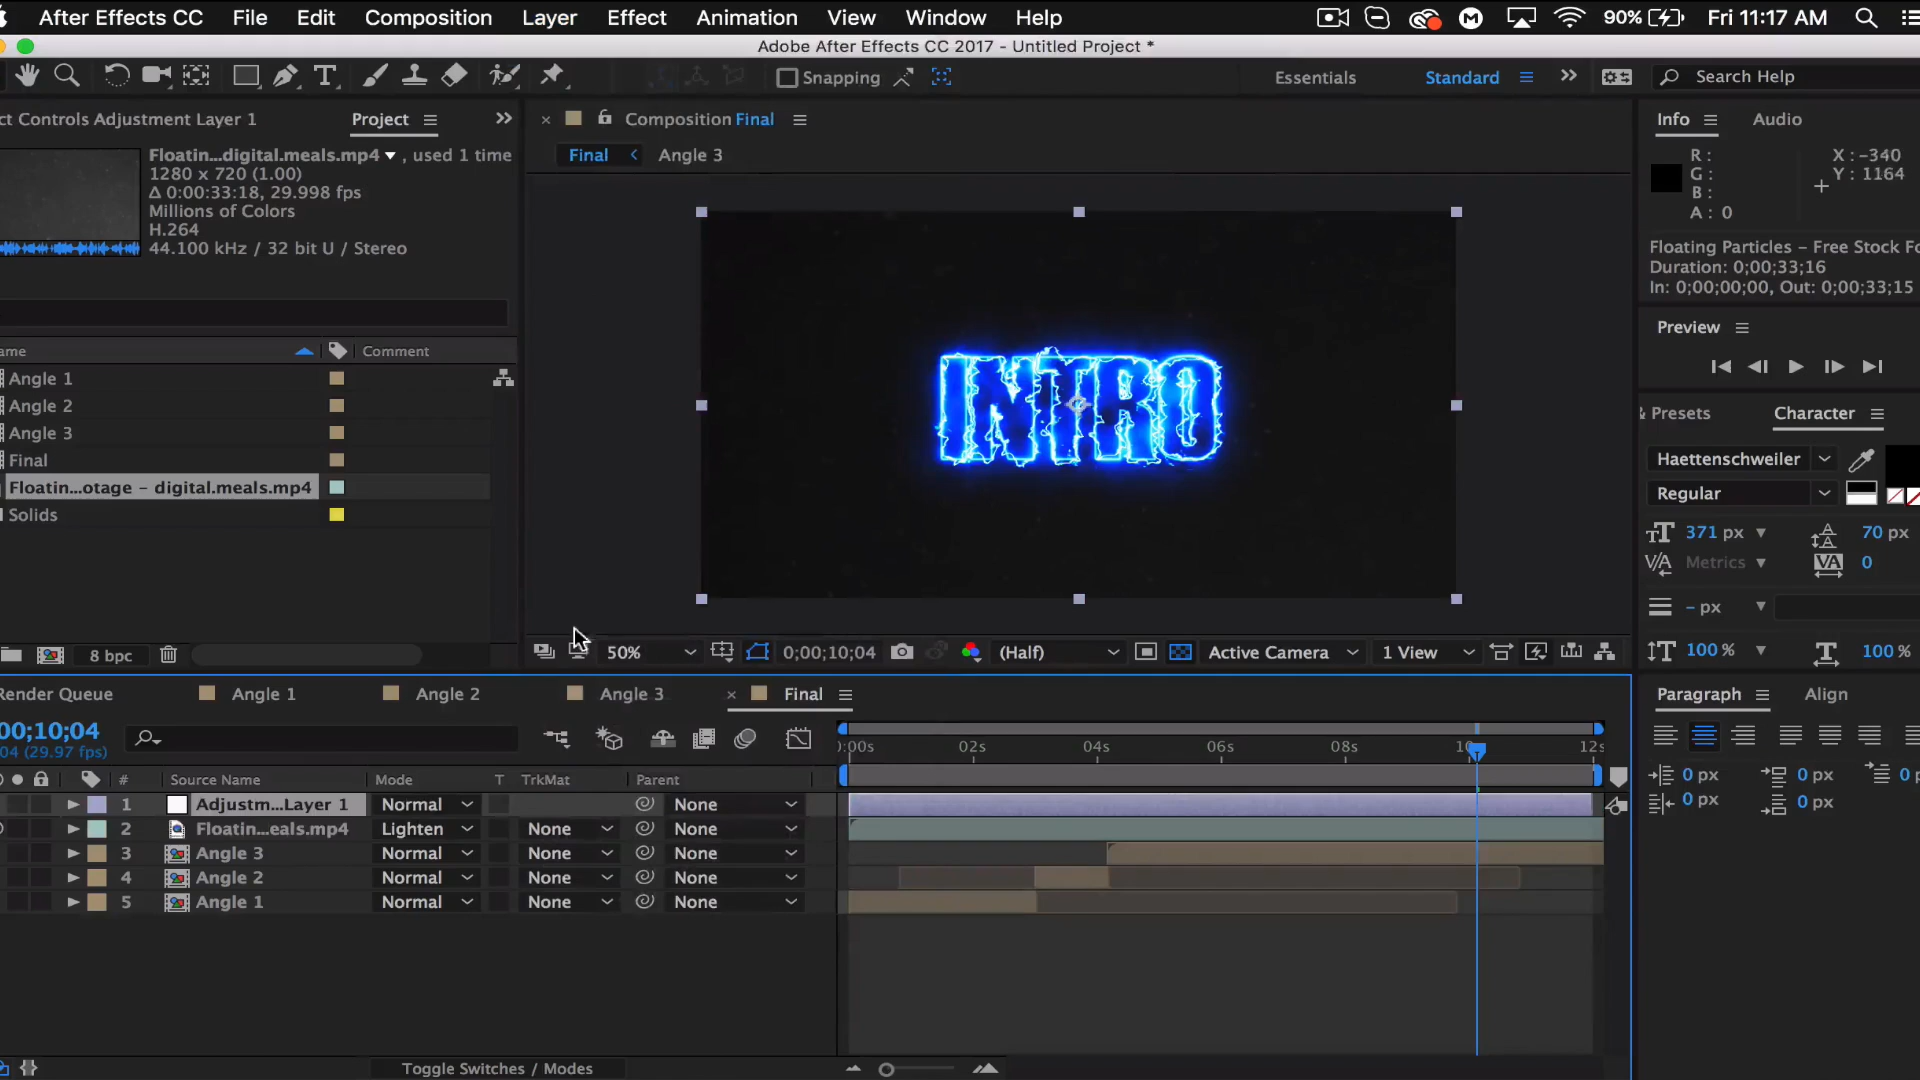 After Effects CC File Edit Composition Layer Effect Animation View Window Help 90% Fri 11:17 AM
Adobe After Effects CC 2017 - Untitled Project *
Snapping Essentials Standard Search Help
ct Controls Adjustment Layer 1 Project Composition Final Info Audio
Final Angle 3
Floatin...digital.meals.mp4 , used 1 time
1280 x 720 (1.00)
Δ 0:00:33:18, 29.998 fps
Millions of Colors
H.264
44.100 kHz / 32 bit U / Stereo
R : X : -340
G : Y : 1164
B :
A : 0
Floating Particles – Free Stock Fo
Duration: 0;00;33;16
In: 0;00;00;00, Out: 0;00;33;15
Preview
ame Comment
Angle 1
Angle 2
Angle 3
Final
Floatin...otage – digital.meals.mp4
Solids
INTRO
& Presets Character
Haettenschweiler
Regular
371 px 70 px
Metrics 0
- px
100 % 100 %
8 bpc 50% 0;00;10;04 (Half) Active Camera 1 View
Render Queue Angle 1 Angle 2 Angle 3 Final Paragraph Align
00;10;04
04 (29.97 fps)
):00s 02s 04s 06s 08s 10 12s
0 px 0 px 0 p
0 px 0 px
# Source Name Mode T TrkMat Parent
1 Adjustm...Layer 1 Normal None
2 Floatin...eals.mp4 Lighten None None
3 Angle 3 Normal None None
4 Angle 2 Normal None None
5 Angle 1 Normal None None
Toggle Switches / Modes